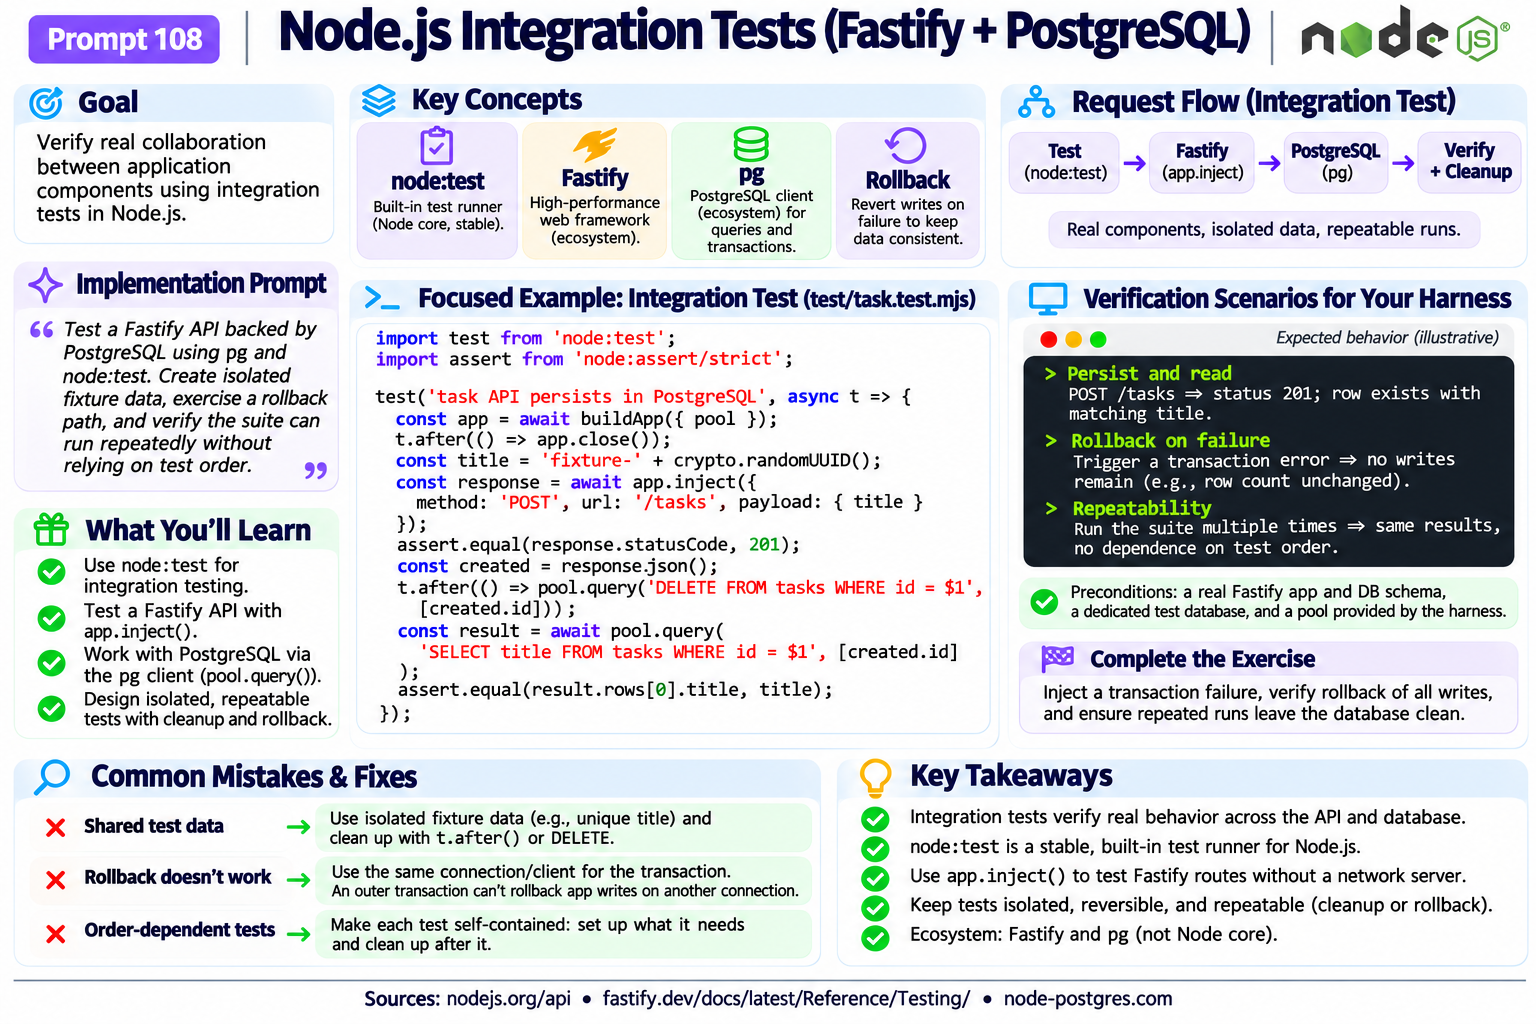 Prompt 108
Node.js Integration Tests (Fastify + PostgreSQL)
node
JS
®
Goal
Verify real collaboration
between application
components using integration
tests in Node.js.
Key Concepts
node:test
Built-in test runner
(Node core, stable).
Fastify
High-performance
web framework
(ecosystem).
pg
PostgreSQL client
(ecosystem) for
queries and
transactions.
Rollback
Revert writes on
failure to keep
data consistent.
Request Flow (Integration Test)
Test
(node:test)
Fastify
(app.inject)
PostgreSQL
(pg)
Verify
+ Cleanup
Real components, isolated data, repeatable runs.
Implementation Prompt
“ Test a Fastify API backed by
PostgreSQL using pg and
node:test. Create isolated
fixture data, exercise a rollback
path, and verify the suite can
run repeatedly without
relying on test order. ”
What You’ll Learn
Use node:test for
integration testing.
Test a Fastify API with
app.inject().
Work with PostgreSQL via
the pg client (pool.query()).
Design isolated, repeatable
tests with cleanup and rollback.
Focused Example: Integration Test (test/task.test.mjs)
import test from 'node:test';
import assert from 'node:assert/strict';
test('task API persists in PostgreSQL', async t => {
const app = await buildApp({ pool });
t.after(() => app.close());
const title = 'fixture-' + crypto.randomUUID();
const response = await app.inject({
method: 'POST', url: '/tasks', payload: { title }
});
assert.equal(response.statusCode, 201);
const created = response.json();
t.after(() => pool.query('DELETE FROM tasks WHERE id = $1',
[created.id]));
const result = await pool.query(
'SELECT title FROM tasks WHERE id = $1', [created.id]
);
assert.equal(result.rows[0].title, title);
});
Verification Scenarios for Your Harness
Expected behavior (illustrative)
> Persist and read
POST /tasks ⇒ status 201; row exists with
matching title.
> Rollback on failure
Trigger a transaction error ⇒ no writes
remain (e.g., row count unchanged).
> Repeatability
Run the suite multiple times ⇒ same results,
no dependence on test order.
Preconditions: a real Fastify app and DB schema,
a dedicated test database, and a pool provided by the harness.
Complete the Exercise
Inject a transaction failure, verify rollback of all writes,
and ensure repeated runs leave the database clean.
Common Mistakes & Fixes
Shared test data →
Use isolated fixture data (e.g., unique title) and
clean up with t.after() or DELETE.
Rollback doesn’t work →
Use the same connection/client for the transaction.
An outer transaction can’t rollback app writes on another connection.
Order-dependent tests →
Make each test self-contained: set up what it needs
and clean up after it.
Key Takeaways
Integration tests verify real behavior across the API and database.
node:test is a stable, built-in test runner for Node.js.
Use app.inject() to test Fastify routes without a network server.
Keep tests isolated, reversible, and repeatable (cleanup or rollback).
Ecosystem: Fastify and pg (not Node core).
Sources: nodejs.org/api • fastify.dev/docs/latest/Reference/Testing/ • node-postgres.com